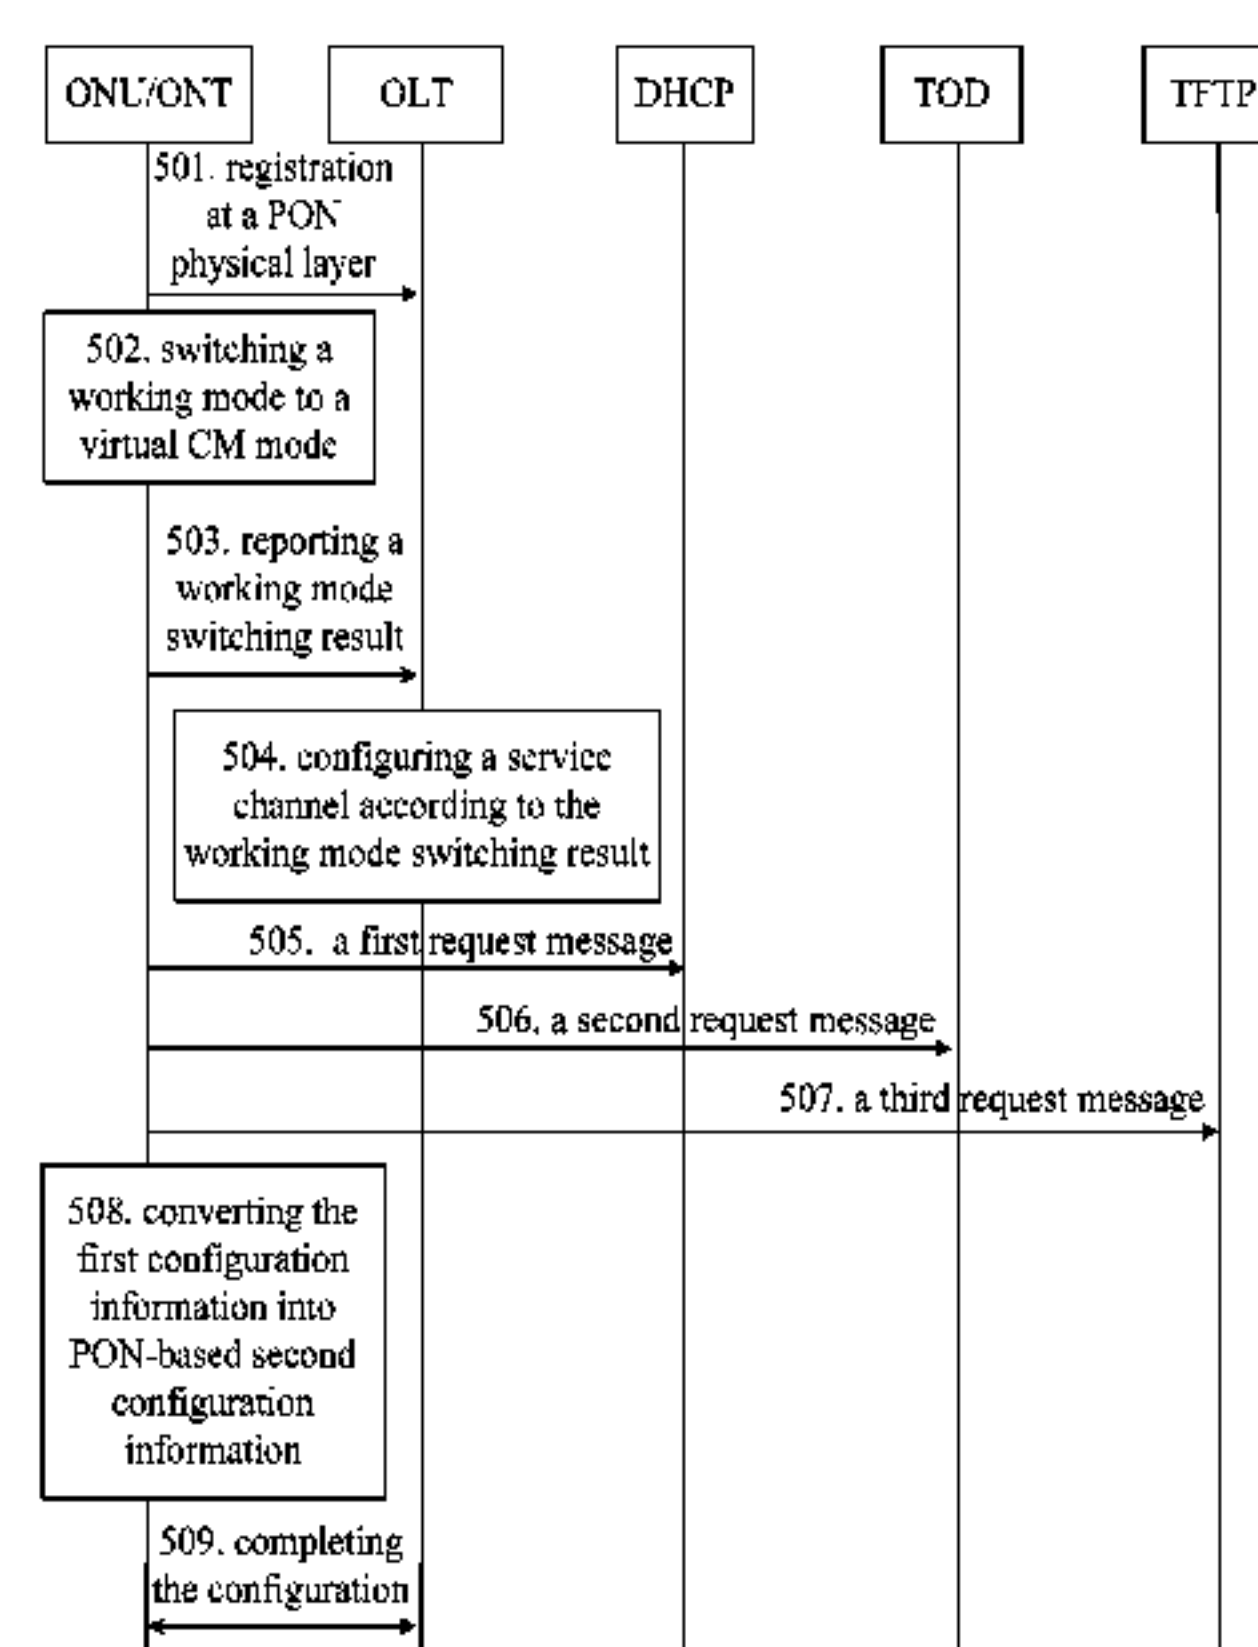 ONU/ONT OLT DHCP TOD TFTP
501. registration
at a PON
physical layer
502. switching a
working mode to a
virtual CM mode
503. reporting a
working mode
switching result
504. configuring a service
channel according to the
working mode switching result
505. a first request message
506. a second request message
507. a third request message
508. converting the
first configuration
information into
PON-based second
configuration
information
509. completing
the configuration